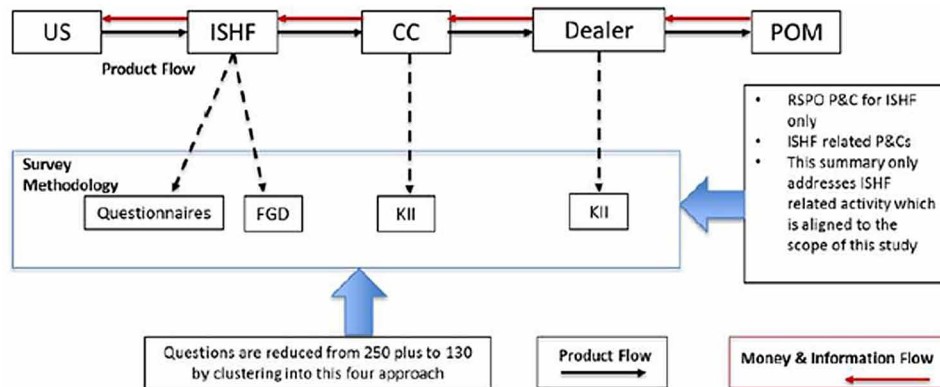 US
ISHF
CC
Dealer
POM
Product Flow
Survey
Methodology
Questionnaires
FGD
KII
KII
• RSPO P&C for ISHF
only
• ISHF related P&Cs
• This summary only
addresses ISHF
related activity which
is aligned to the
scope of this study
Questions are reduced from 250 plus to 130
by clustering into this four approach
Product Flow
Money & Information Flow